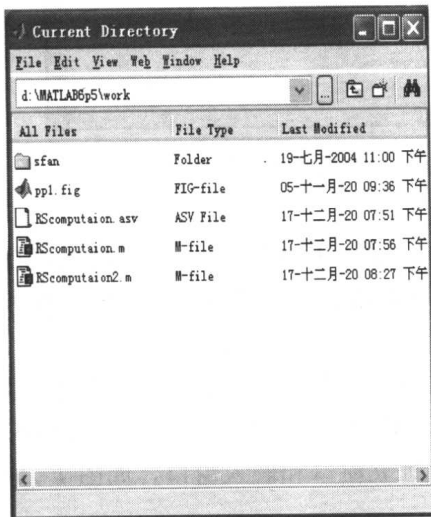 Current Directory
File Edit View Web Window Help
d:\MATLAB6p5\work ...
All Files File Type Last Modified
sfan Folder 19-七月-2004 11:00 下午
pp1.fig FIG-file 05-十一月-20 09:36 下午
RScomputaion.asv ASV File 17-十二月-20 07:51 下午
RScomputaion.m M-file 17-十二月-20 07:56 下午
RScomputaion2.m M-file 17-十二月-20 08:27 下午